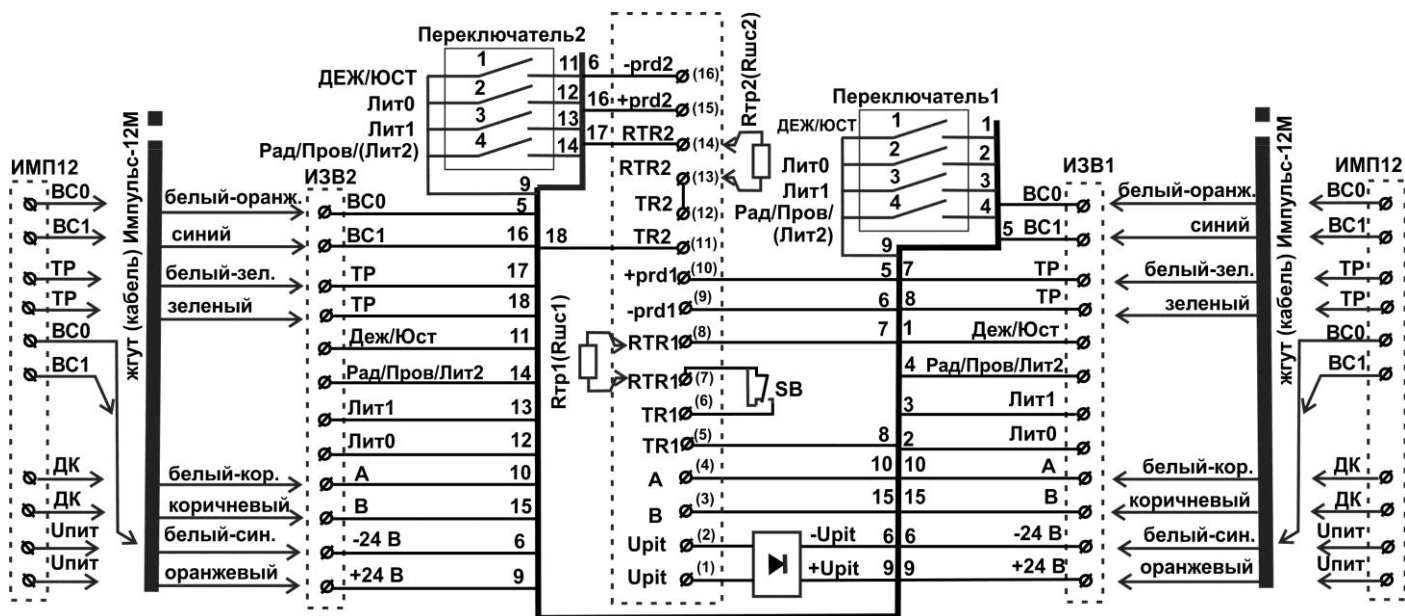 Переключатель2
1
2
3
4
ДЕЖ/ЮСТ
Лит0
Лит1
Рад/Пров/(Лит2)
11
12
13
14
9
6
16
17
-prd2 (16)
+prd2 (15)
RTR2 (14)
RTR2 (13)
TR2 (12)
18 TR2 (11)
+prd1 (10)
-prd1 (9)
RTR1 (8)
RTR1 (7)
TR1 (6)
TR1 (5)
A (4)
B (3)
Upit (2)
Upit (1)
Rтр2(Rшс2)
Rтр1(Rшс1)
SB
-Upit
+Upit
Переключатель1
1
2
3
4
ДЕЖ/ЮСТ
Лит0
Лит1
Рад/Пров/
(Лит2)
1
2
3
4
9
ИМП12
ВС0
ВС1
ТР
ТР
ВС0
ВС1
ДК
ДК
Uпит
Uпит
жгут (кабель) Импульс-12М
белый-оранж.
синий
белый-зел.
зеленый
белый-кор.
коричневый
белый-син.
оранжевый
ИЗВ2
ВС0 5
ВС1 16
ТР 17
ТР 18
Деж/Юст 11
Рад/Пров/Лит2 14
Лит1 13
Лит0 12
А 10
В 15
-24 В 6
+24 В 9
ИЗВ1
ВС0
5 ВС1
5 7 ТР
6 8 ТР
7 1 Деж/Юст
4 Рад/Пров/Лит2
3 Лит1
8 2 Лит0
10 10 А
15 15 В
6 6 -24 В
9 9 +24 В
белый-оранж.
синий
белый-зел.
зеленый
белый-кор.
коричневый
белый-син.
оранжевый
жгут (кабель) Импульс-12М
ИМП12
ВС0
ВС1
ТР
ТР
ВС0
ВС1
ДК
ДК
Uпит
Uпит